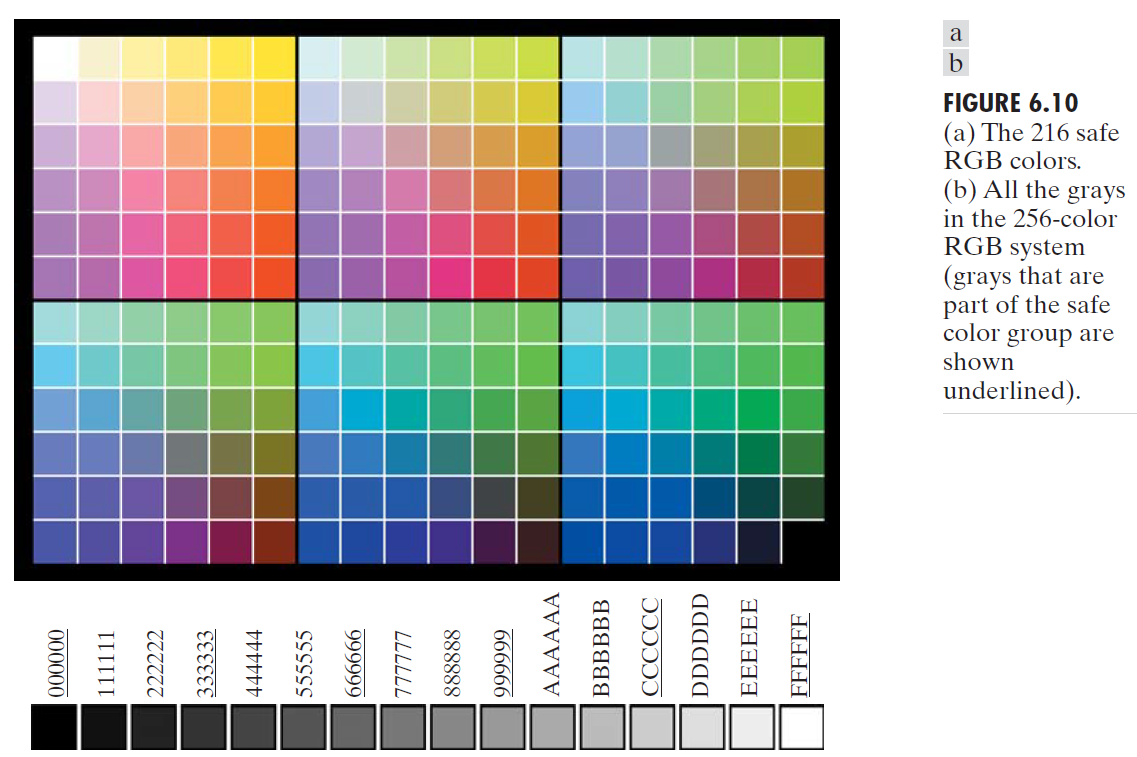 a
b
FIGURE 6.10
(a) The 216 safe
RGB colors.
(b) All the grays
in the 256-color
RGB system
(grays that are
part of the safe
color group are
shown
underlined).
000000
111111
222222
333333
444444
555555
666666
777777
888888
999999
AAAAAA
BBBBBB
CCCCCC
DDDDDD
EEEEEE
FFFFFF